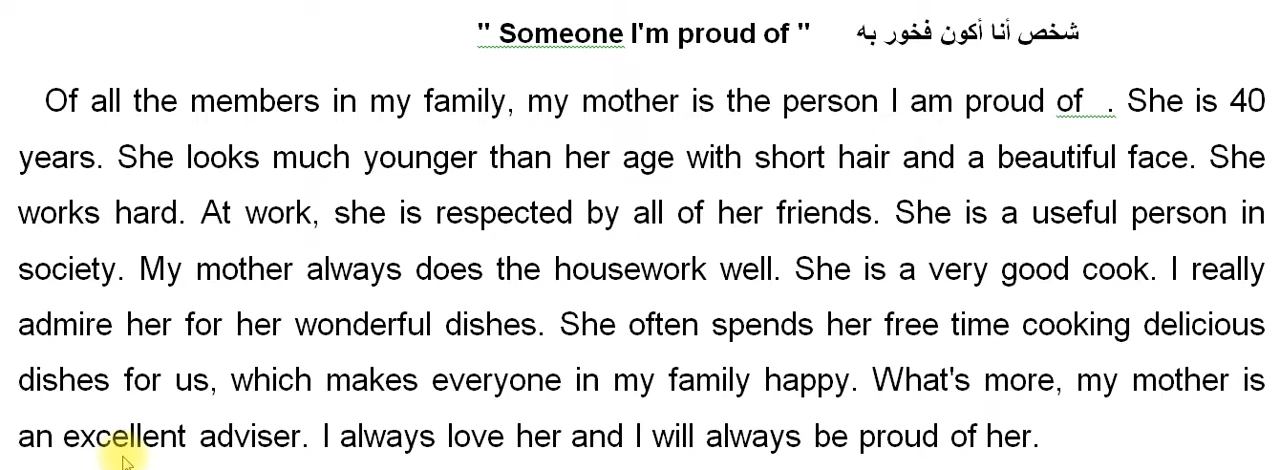 " Someone I'm proud of "    شخص أنا أكون فخور به
Of all the members in my family, my mother is the person I am proud of  . She is 40
years. She looks much younger than her age with short hair and a beautiful face. She
works hard. At work, she is respected by all of her friends. She is a useful person in
society. My mother always does the housework well. She is a very good cook. I really
admire her for her wonderful dishes. She often spends her free time cooking delicious
dishes for us, which makes everyone in my family happy. What's more, my mother is
an excellent adviser. I always love her and I will always be proud of her.